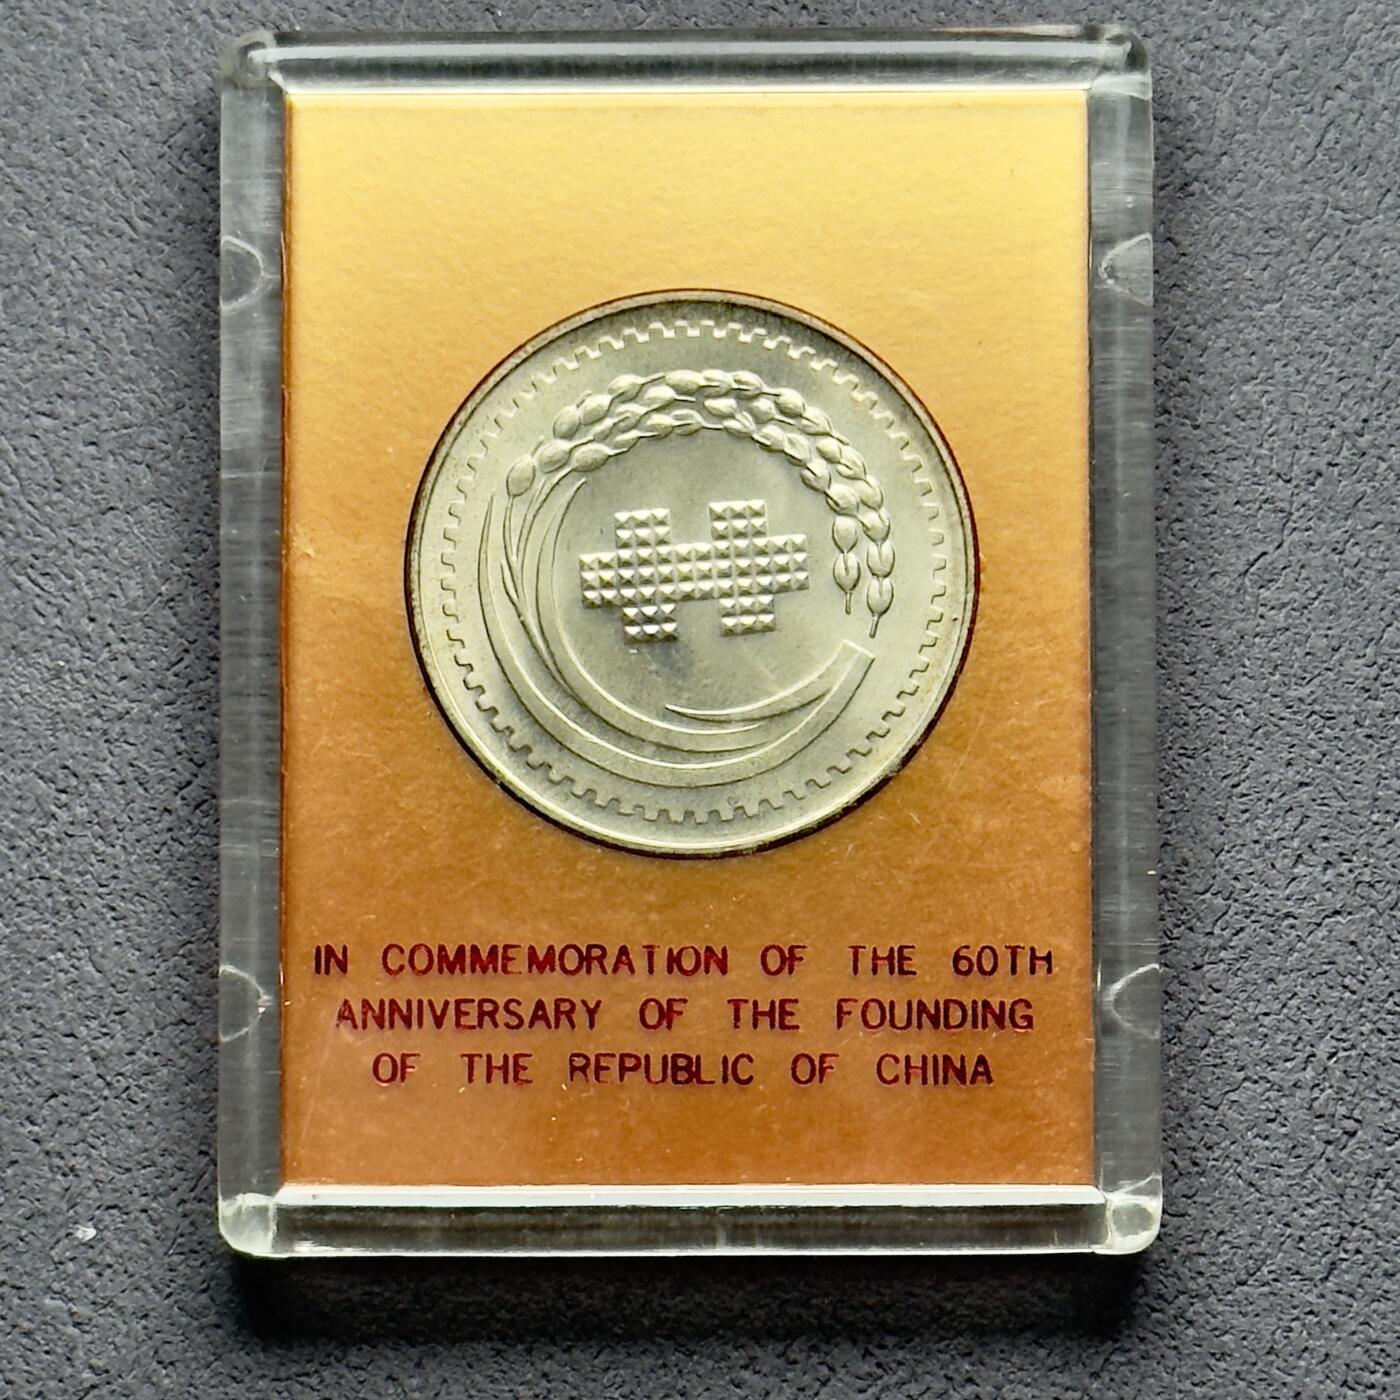 IN COMMEMORATION OF THE 60TH
ANNIVERSARY OF THE FOUNDING
OF THE REPUBLIC OF CHINA